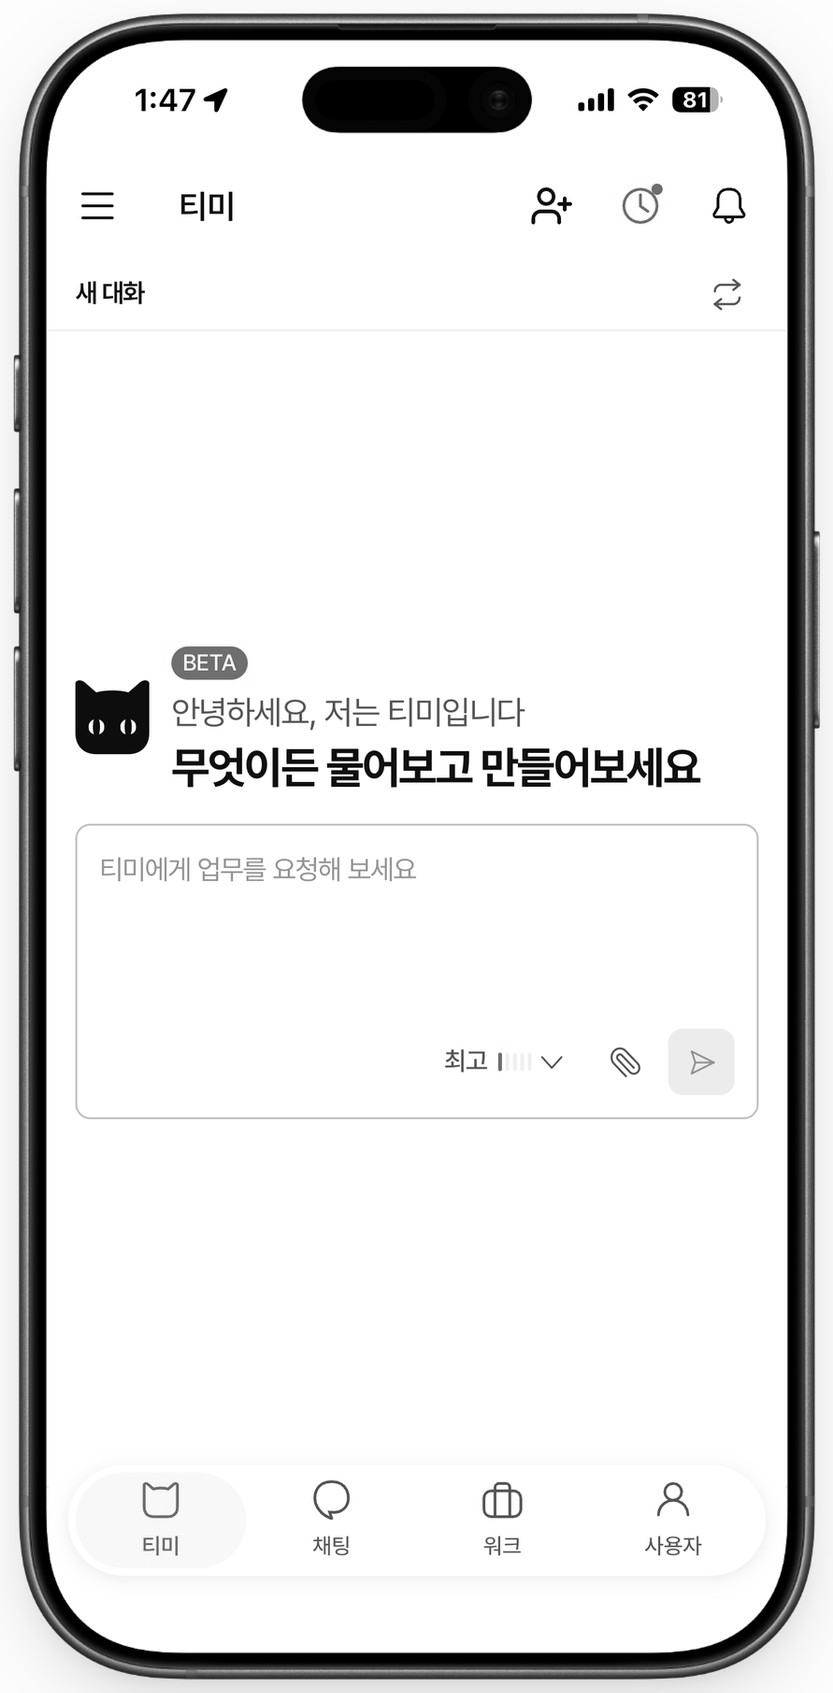 1:47
81
티미
새 대화
BETA
안녕하세요, 저는 티미입니다
무엇이든 물어보고 만들어보세요
티미에게 업무를 요청해 보세요
최고
티미 채팅 워크 사용자